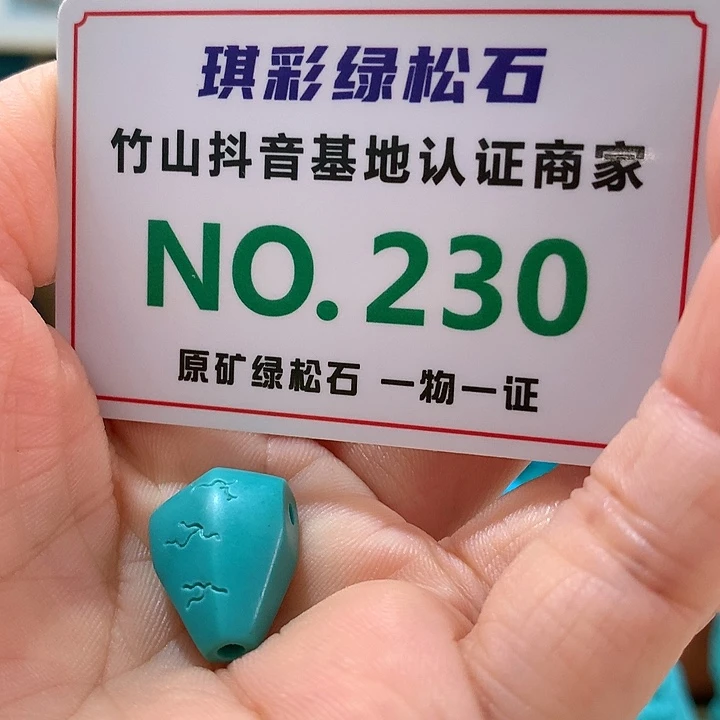 琪彩绿松石
竹山抖音基地认证商家
NO.230
原矿绿松石 一物一证